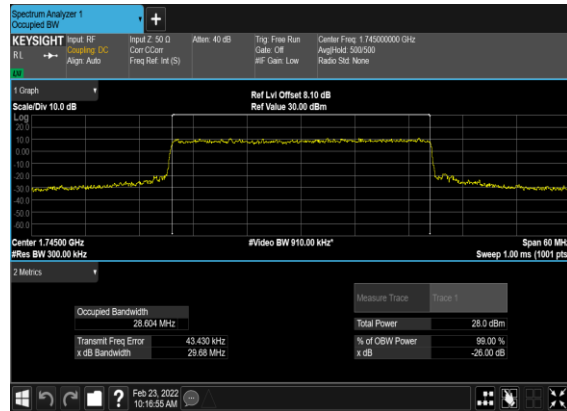 Spectrum Analyzer 1
Occupied BW
+
KEYSIGHT
RL
Input: RF
Coupling: DC
Align: Auto
Input Z: 50 Ω
Corr CCorr
Freq Ref: Int (S)
Atten: 40 dB
Trig: Free Run
Gate: Off
#IF Gain: Low
Center Freq: 1.745000000 GHz
Avg|Hold: 500/500
Radio Std: None
1 Graph
Scale/Div 10.0 dB
Ref Lvl Offset 8.10 dB
Ref Value 30.00 dBm
Log
20.0
10.0
0.00
-10.0
-20.0
-30.0
-40.0
-50.0
-60.0
Center 1.74500 GHz
#Res BW 300.00 kHz
#Video BW 910.00 kHz*
Span 60 MHz
Sweep 1.00 ms (1001 pts
2 Metrics
Measure Trace Trace 1
Occupied Bandwidth
28.604 MHz
Total Power 28.0 dBm
Transmit Freq Error 43.430 kHz
% of OBW Power 99.00 %
x dB Bandwidth 29.68 MHz
x dB -26.00 dB
?
Feb 23, 2022
10:16:55 AM